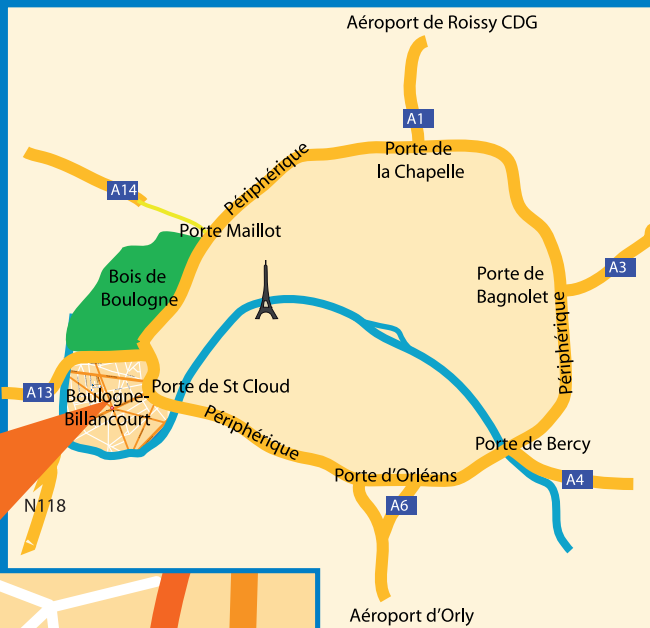 Aéroport de Roissy CDG
A1
Porte de
la Chapelle
Périphérique
A14
Porte Maillot
Bois de
Boulogne
Porte de
Bagnolet
A3
Périphérique
A13
Boulogne-
Billancourt
Porte de St Cloud
Périphérique
Porte de Bercy
Porte d'Orléans
A4
A6
N118
Aéroport d'Orly